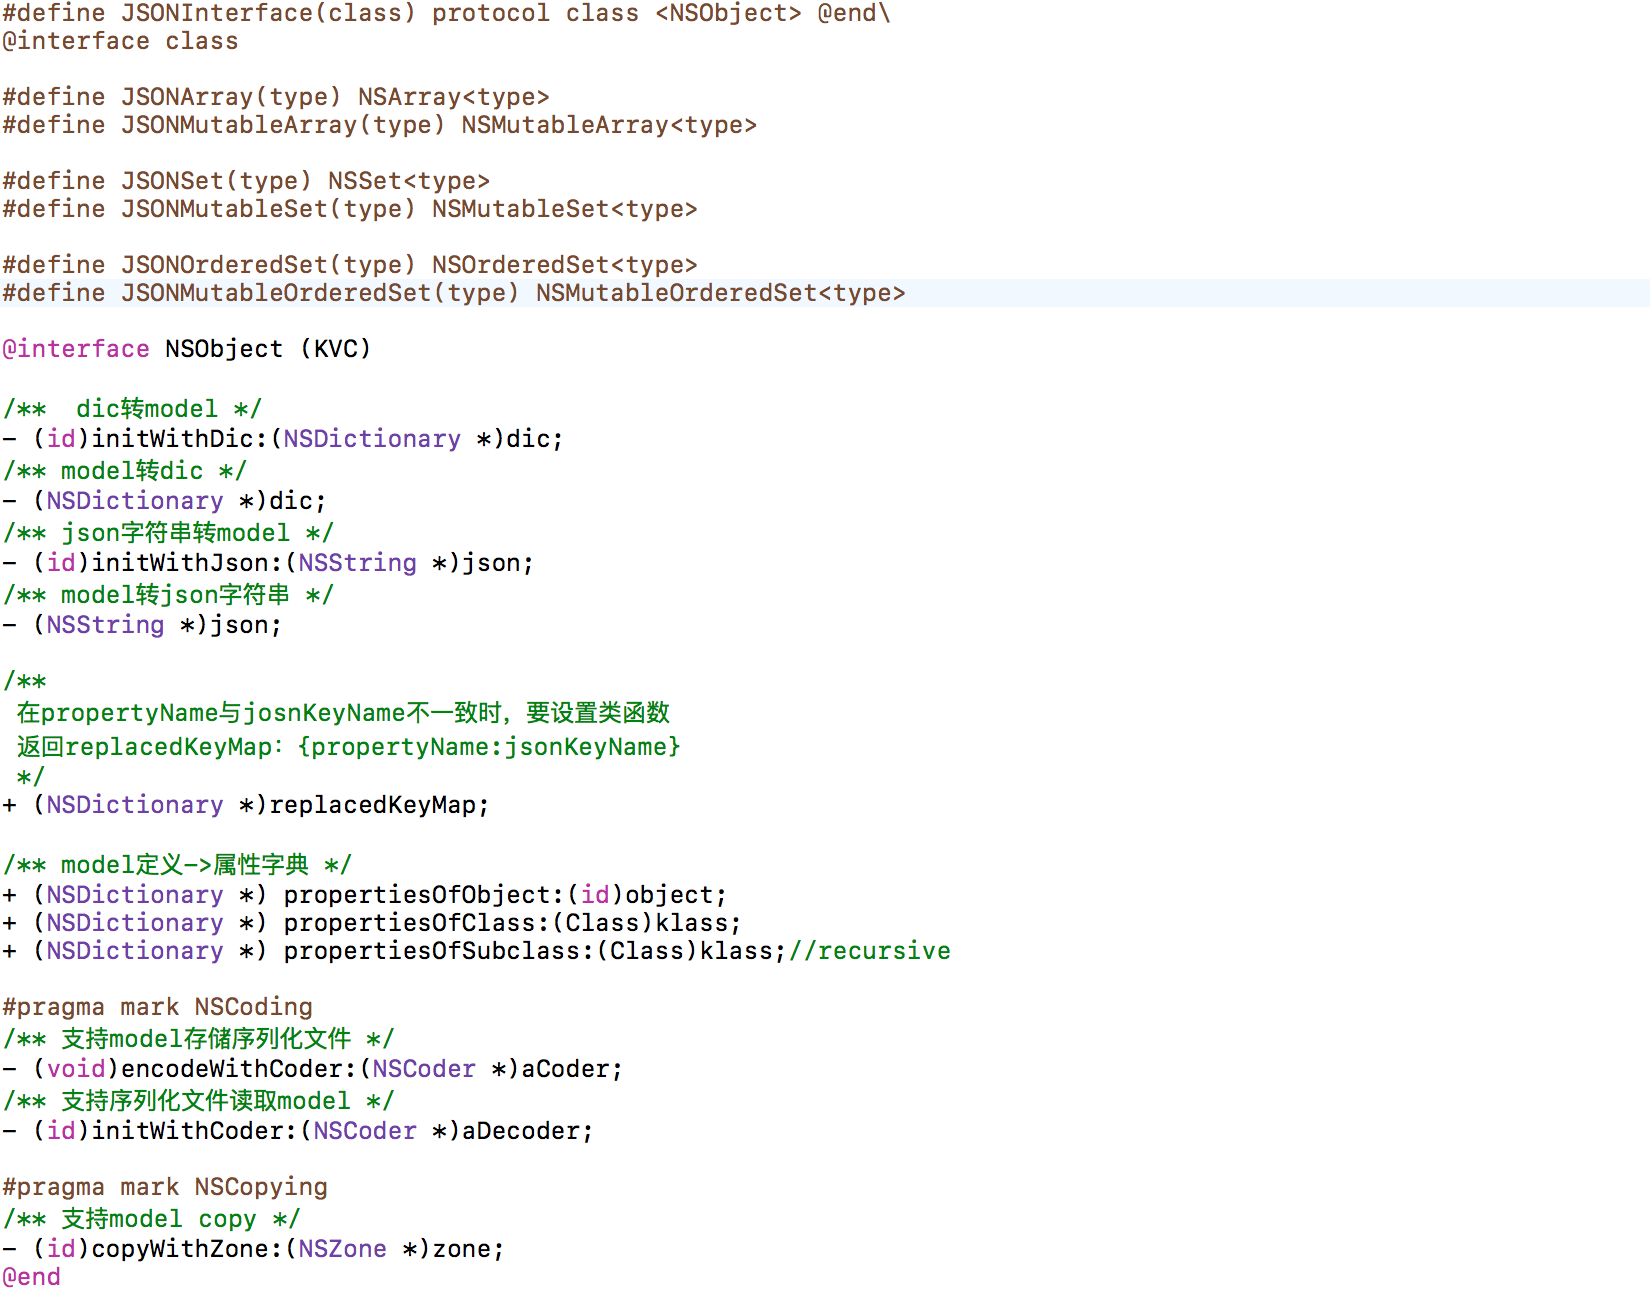 #define JSONInterface(class) protocol class <NSObject> @end\
@interface class
#define JSONArray(type) NSArray<type>
#define JSONMutableArray(type) NSMutableArray<type>
#define JSONSet(type) NSSet<type>
#define JSONMutableSet(type) NSMutableSet<type>
#define JSONOrderedSet(type) NSOrderedSet<type>
#define JSONMutableOrderedSet(type) NSMutableOrderedSet<type>
@interface NSObject (KVC)
/**  dic转model */
- (id)initWithDic:(NSDictionary *)dic;
/** model转dic */
- (NSDictionary *)dic;
/** json字符串转model */
- (id)initWithJson:(NSString *)json;
/** model转json字符串 */
- (NSString *)json;
/**
 在propertyName与josnKeyName不一致时，要设置类函数
 返回replacedKeyMap：{propertyName:jsonKeyName}
 */
+ (NSDictionary *)replacedKeyMap;
/** model定义->属性字典 */
+ (NSDictionary *) propertiesOfObject:(id)object;
+ (NSDictionary *) propertiesOfClass:(Class)klass;
+ (NSDictionary *) propertiesOfSubclass:(Class)klass;//recursive
#pragma mark NSCoding
/** 支持model存储序列化文件 */
- (void)encodeWithCoder:(NSCoder *)aCoder;
/** 支持序列化文件读取model */
- (id)initWithCoder:(NSCoder *)aDecoder;
#pragma mark NSCopying
/** 支持model copy */
- (id)copyWithZone:(NSZone *)zone;
@end